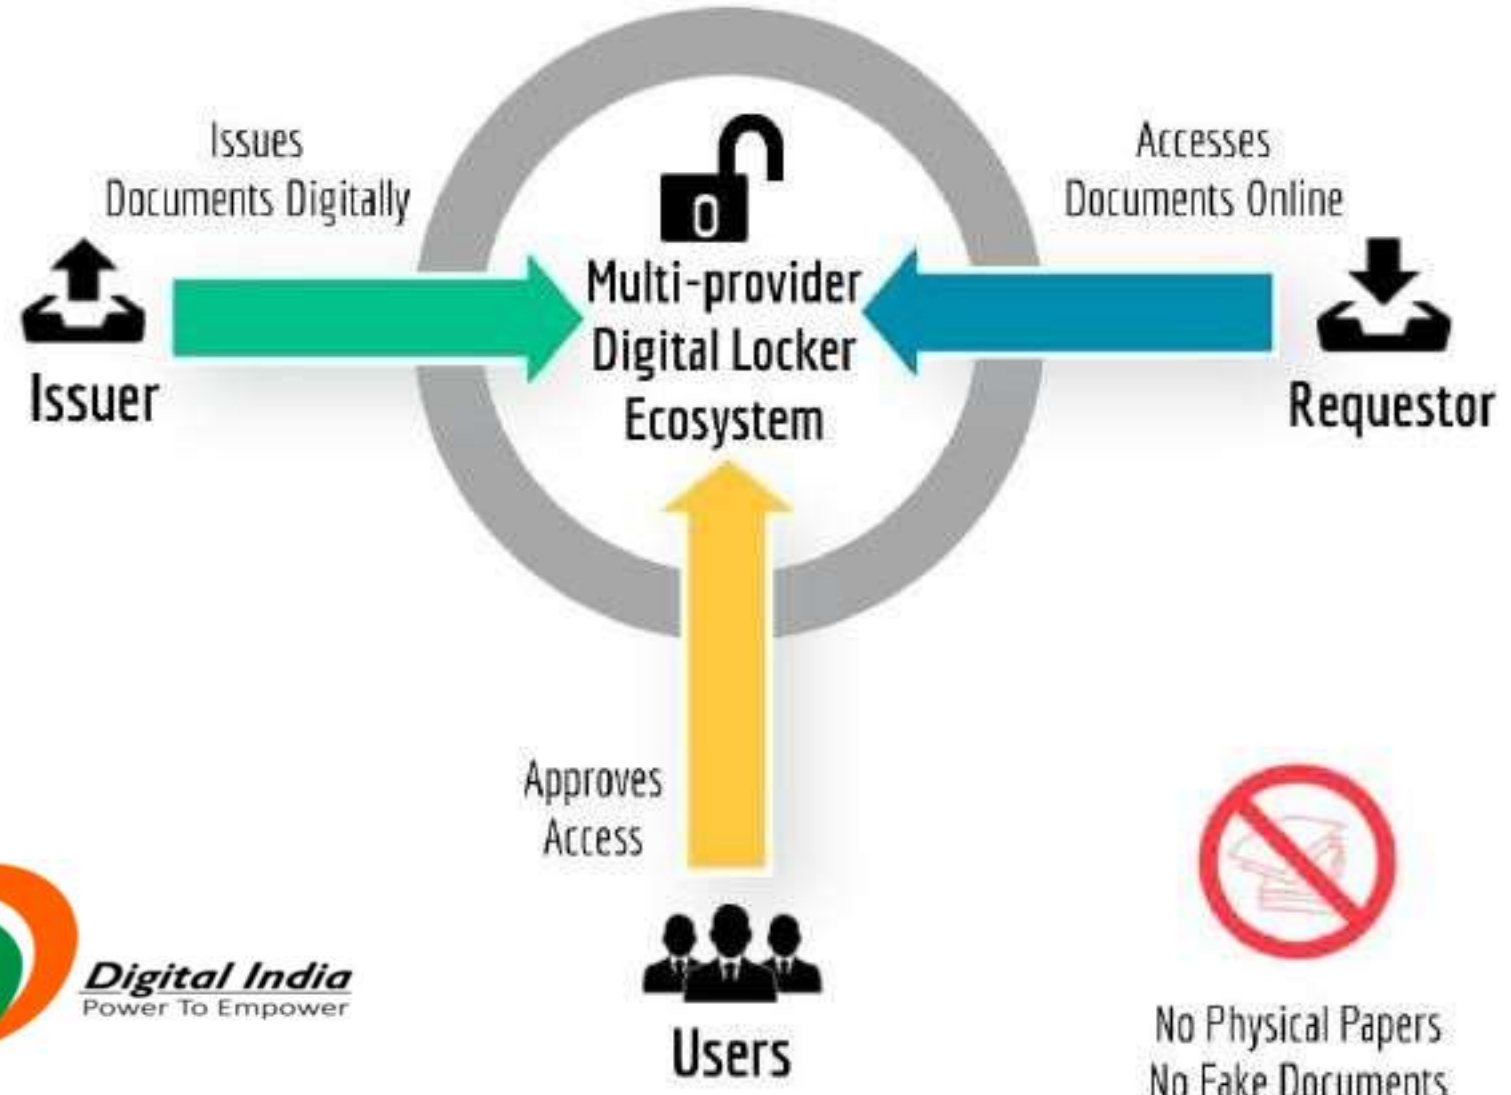 Issues
Documents Digitally
Issuer
Multi-provider
Digital Locker
Ecosystem
Accesses
Documents Online
Requestor
Approves
Access
Users
Digital India
Power To Empower
No Physical Papers
No Fake Documents